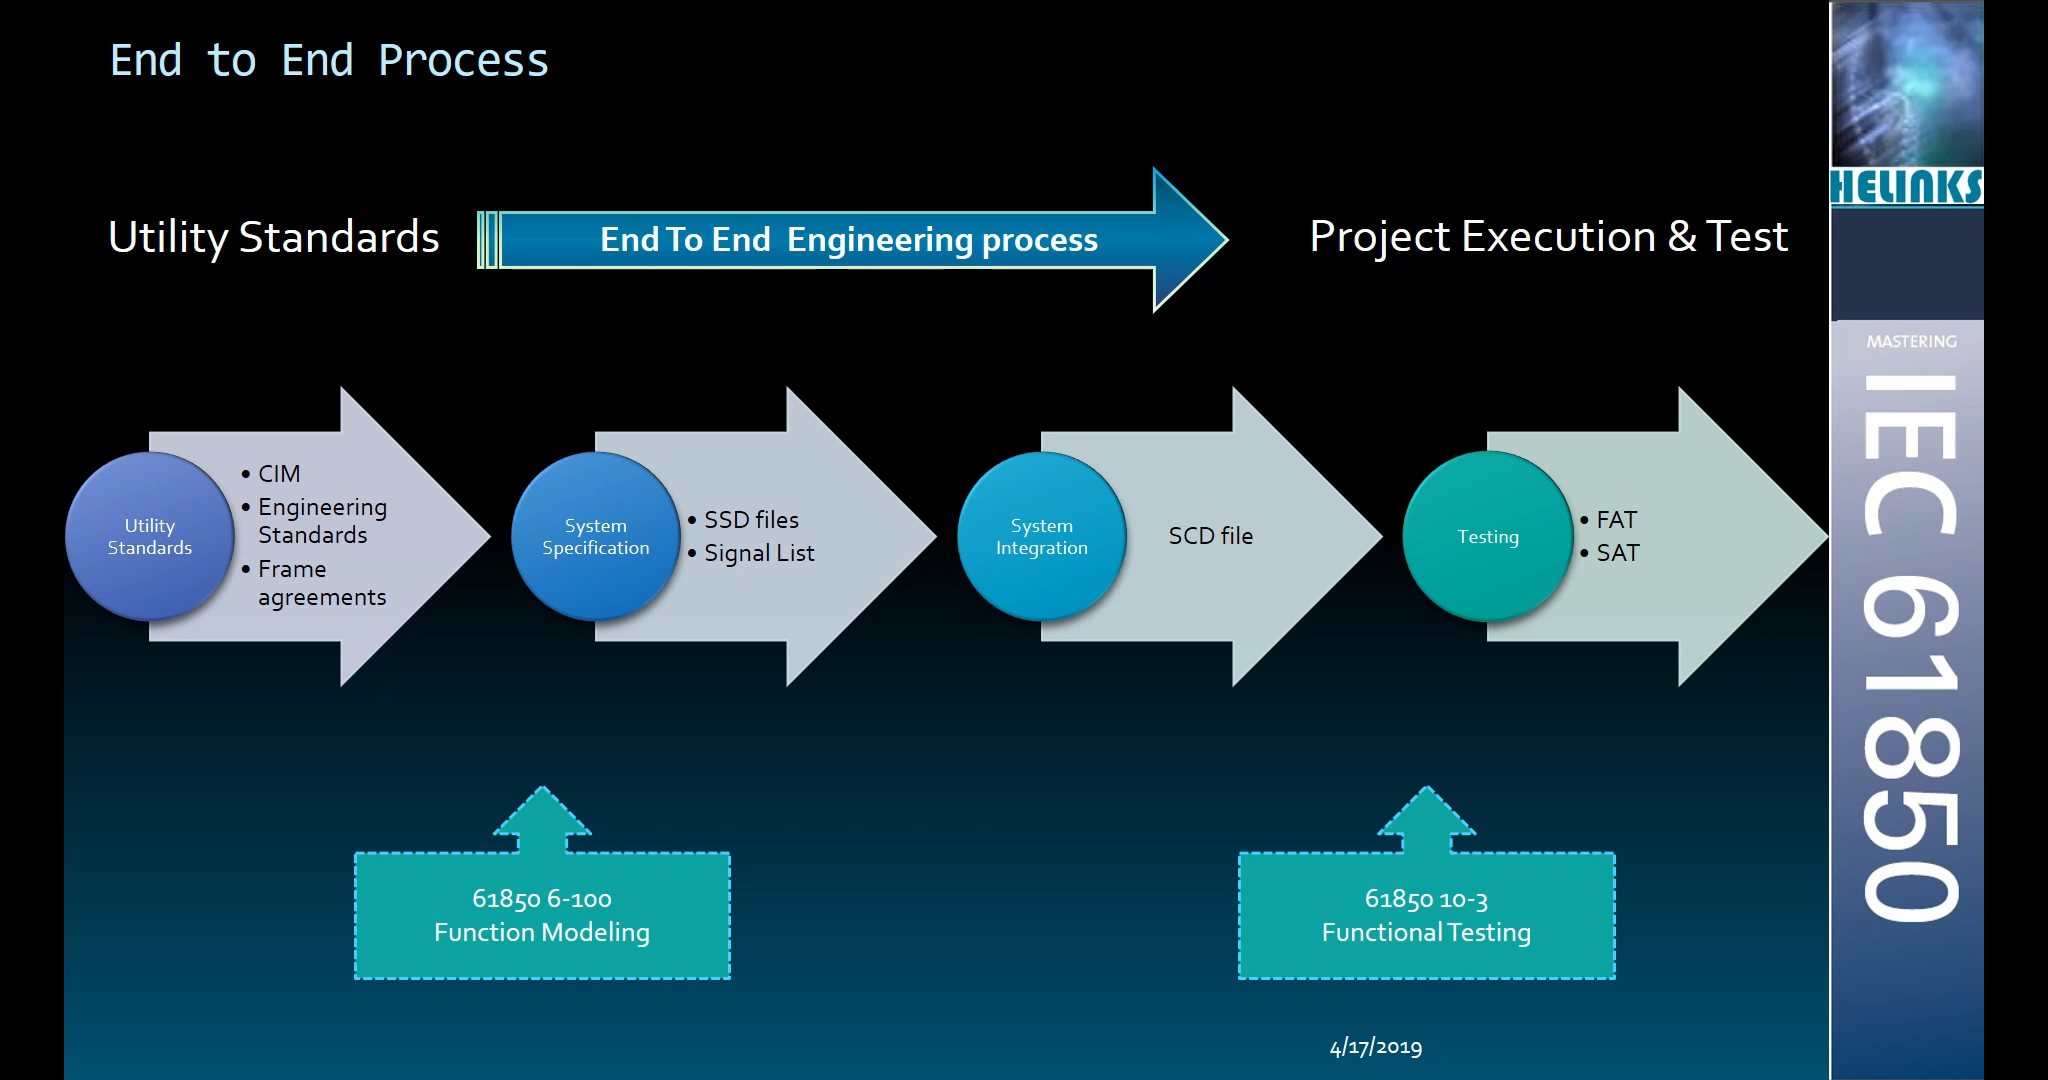 End to End Process
Utility Standards
End To End Engineering process
Project Execution & Test
Utility
Standards
• CIM
• Engineering
Standards
• Frame
agreements
System
Specification
• SSD files
• Signal List
System
Integration
SCD file
Testing
• FAT
• SAT
61850 6-100
Function Modeling
61850 10-3
Functional Testing
4/17/2019
HELINKS
MASTERING
IEC 61850